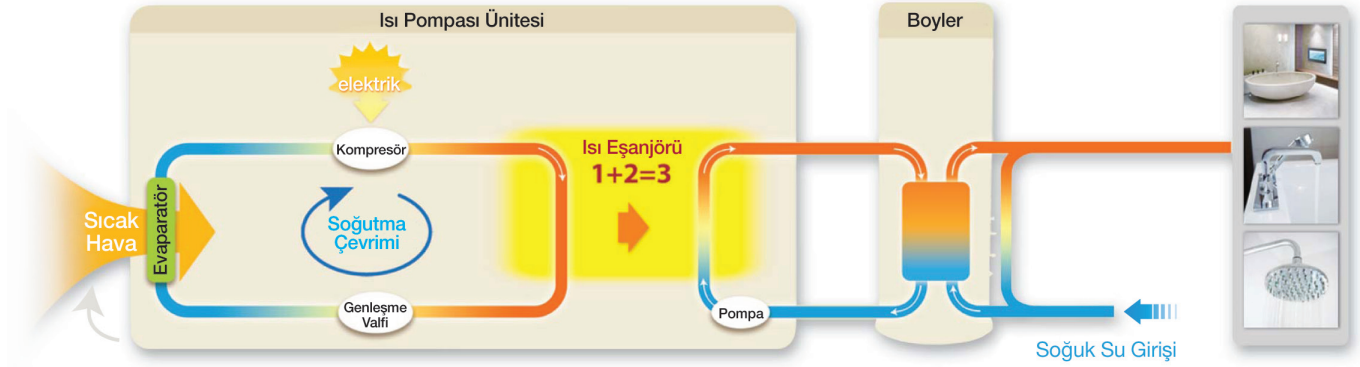 Isı Pompası Ünitesi
Boyler
elektrik
Kompresör
Isı Eşanjörü
1+2=3
Evaparatör
Sıcak
Hava
Soğutma
Çevrimi
Genleşme
Valfi
Pompa
Soğuk Su Girişi